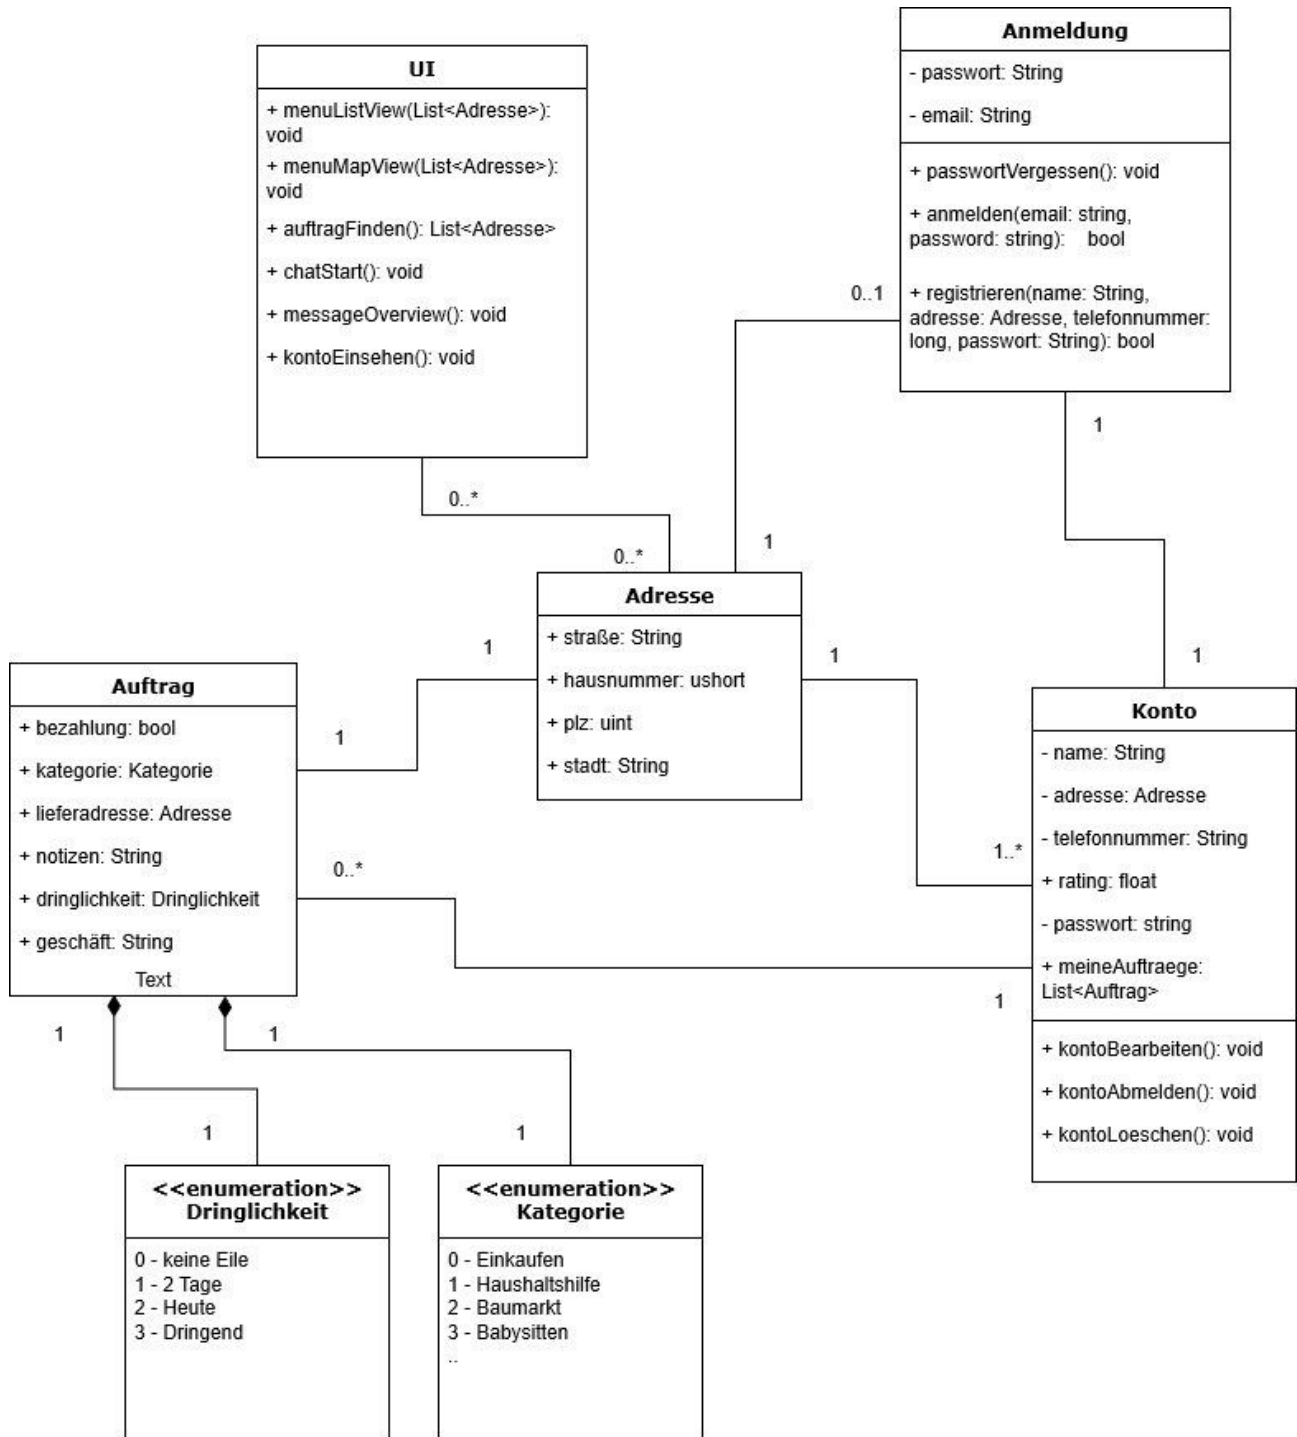 UI
+ menuListView(List<Adresse>):
void
+ menuMapView(List<Adresse>):
void
+ auftragFinden(): List<Adresse>
+ chatStart(): void
+ messageOverview(): void
+ kontoEinsehen(): void
Anmeldung
- passwort: String
- email: String
+ passwortVergessen(): void
+ anmelden(email: string,
password: string):    bool
+ registrieren(name: String,
adresse: Adresse, telefonnummer:
long, passwort: String): bool
0..1
1
0..*
0..*
1
Adresse
+ straße: String
+ hausnummer: ushort
+ plz: uint
+ stadt: String
1
1
1
1
Auftrag
+ bezahlung: bool
+ kategorie: Kategorie
+ lieferadresse: Adresse
+ notizen: String
+ dringlichkeit: Dringlichkeit
+ geschäft: String
Text
0..*
1..*
1
Konto
- name: String
- adresse: Adresse
- telefonnummer: String
+ rating: float
- passwort: string
+ meineAuftraege:
List<Auftrag>
+ kontoBearbeiten(): void
+ kontoAbmelden(): void
+ kontoLoeschen(): void
1
1
1
1
<<enumeration>>
Dringlichkeit
0 - keine Eile
1 - 2 Tage
2 - Heute
3 - Dringend
<<enumeration>>
Kategorie
0 - Einkaufen
1 - Haushaltshilfe
2 - Baumarkt
3 - Babysitten
..